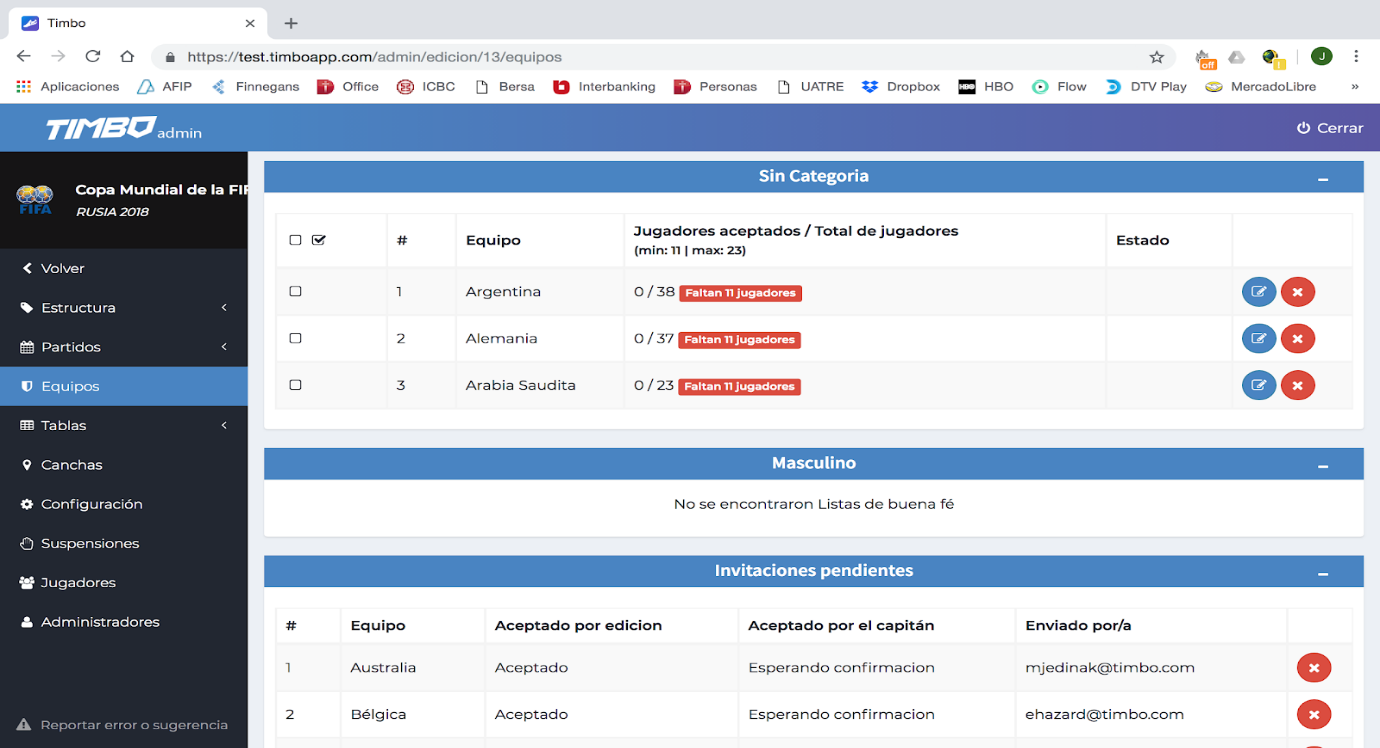 Timbo
https://test.timboapp.com/admin/edicion/13/equipos
off
!
J
Aplicaciones AFIP Finnegans Office ICBC Bersa Interbanking Personas UATRE Dropbox HBO Flow DTV Play MercadoLibre »
TIMBO admin
Cerrar
FIFA
Copa Mundial de la FIF
RUSIA 2018
Volver
Estructura
Partidos
Equipos
Tablas
Canchas
Configuración
Suspensiones
Jugadores
Administradores
Reportar error o sugerencia
Sin Categoria
# Equipo Jugadores aceptados / Total de jugadores Estado
(min: 11 | max: 23)
1 Argentina 0 / 38 Faltan 11 jugadores
2 Alemania 0 / 37 Faltan 11 jugadores
3 Arabia Saudita 0 / 23 Faltan 11 jugadores
Masculino
No se encontraron Listas de buena fé
Invitaciones pendientes
# Equipo Aceptado por edicion Aceptado por el capitán Enviado por/a
1 Australia Aceptado Esperando confirmacion mjedinak@timbo.com
2 Bélgica Aceptado Esperando confirmacion ehazard@timbo.com